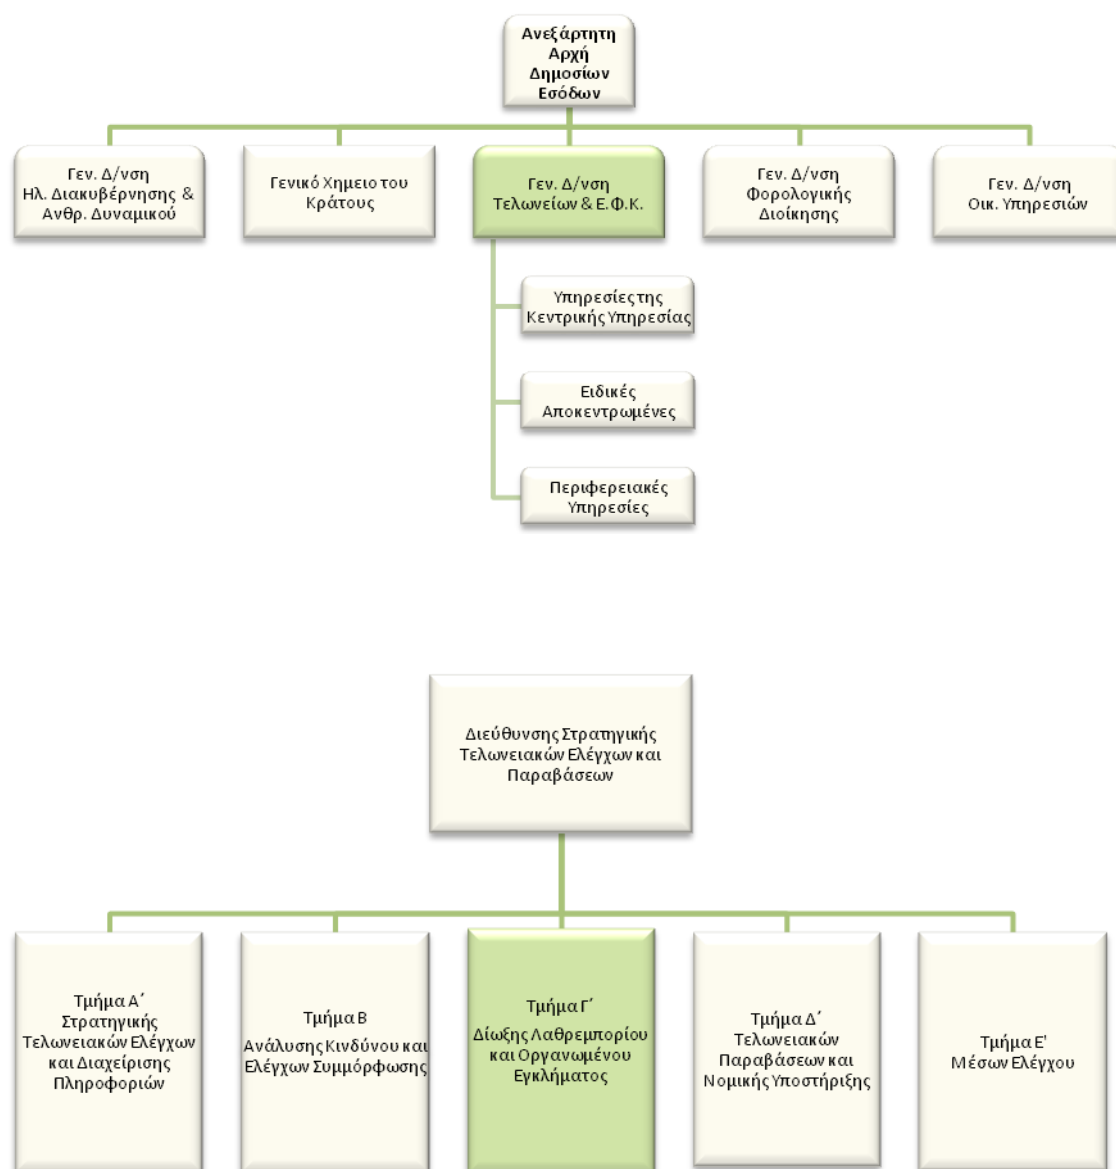 Ανεξάρτητη
Αρχή
Δημοσίων
Εσόδων
Γεν. Δ/νση
Ηλ. Διακυβέρνησης &
Ανθρ. Δυναμικού
Γενικό Χημειο του
Κράτους
Γεν. Δ/νση
Τελωνείων & Ε.Φ.Κ.
Γεν. Δ/νση
Φορολογικής
Διοίκησης
Γεν. Δ/νση
Οικ. Υπηρεσιών
Υπηρεσίες της
Κεντρικής Υπηρεσίας
Ειδικές
Αποκεντρωμένες
Περιφερειακές
Υπηρεσίες
Διεύθυνσης Στρατηγικής
Τελωνειακών Ελέγχων και
Παραβάσεων
Τμήμα Α΄
Στρατηγικής
Τελωνειακών Ελέγχων
και Διαχείρισης
Πληροφοριών
Τμήμα Β
Ανάλυσης Κινδύνου και
Ελέγχων Συμμόρφωσης
Τμήμα Γ΄
Δίωξης Λαθρεμπορίου
και Οργανωμένου
Εγκλήματος
Τμήμα Δ΄
Τελωνειακών
Παραβάσεων και
Νομικής Υποστήριξης
Τμήμα Ε'
Μέσων Ελέγχου